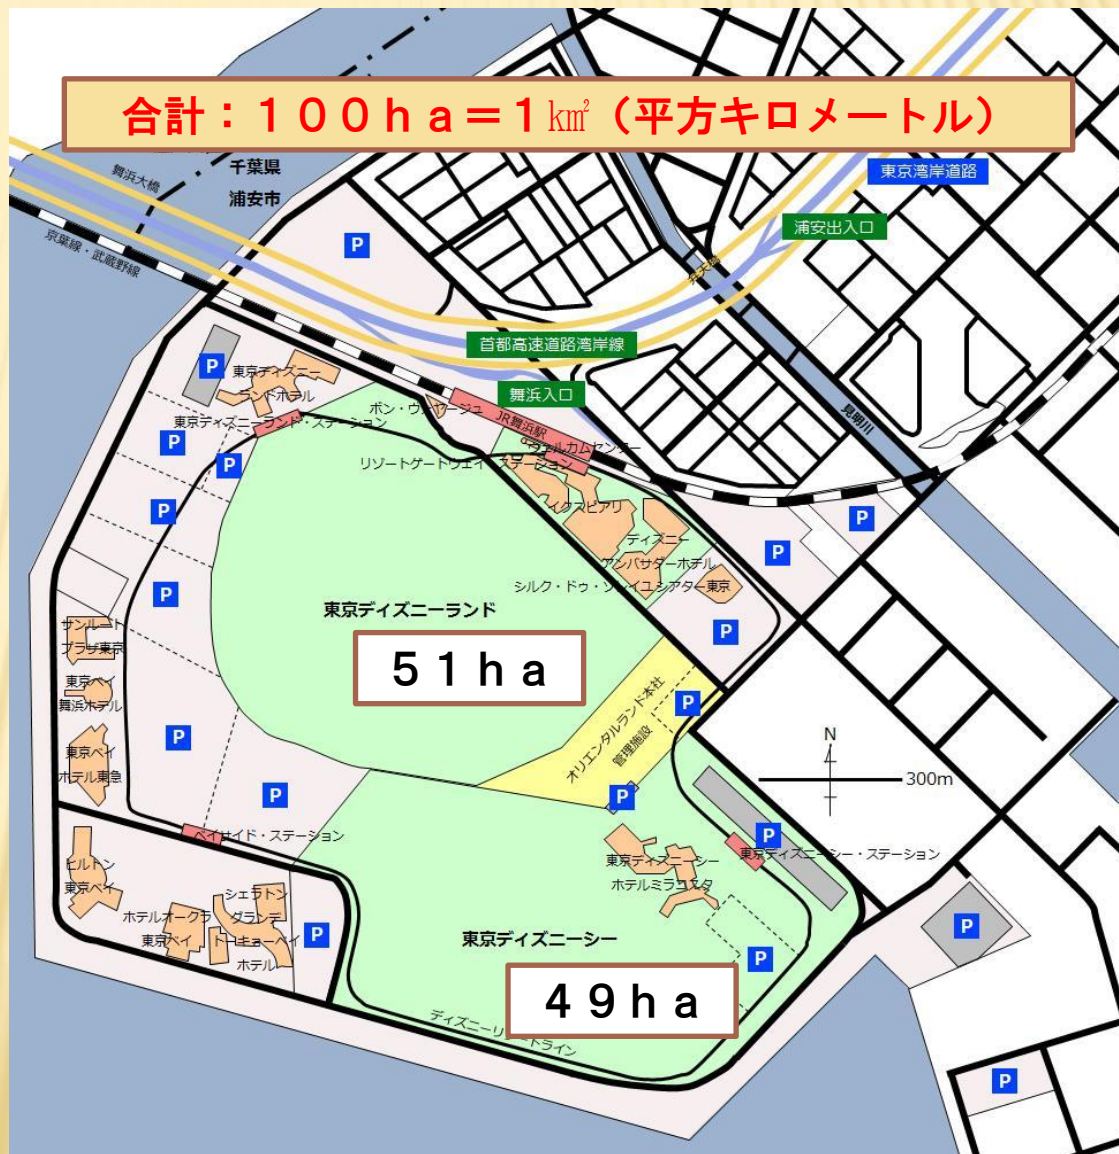 合計：１００ｈａ＝１㎢（平方キロメートル）
千葉県
浦安市
舞浜大橋
京葉線・武蔵野線
P
東京湾岸道路
浦安出入口
首都高速道路湾岸線
舞浜入口
見明川
P
東京ディズニー
ランドホテル
東京ディズニーランド・ステーション
ボン・ヴォヤージュ
JR舞浜駅
ウェルカムセンター
リゾートゲートウェイ・ステーション
イクスピアリ
ディズニー
アンバサダーホテル
シルク・ドゥ・ソレイユシアター東京
P
P
P
P
P
P
P
P
東京ディズニーランド
５１ｈａ
サンルート
プラザ東京
東京ベイ
舞浜ホテル
東京ベイ
ホテル東急
P
P
オリエンタルランド本社
管理施設
P
P
N
300m
ベイサイド・ステーション
P
東京ディズニーシー・ステーション
東京ディズニーシー
ホテルミラコスタ
ヒルトン
東京ベイ
ホテルオークラ
東京ベイ
シェラトン
グランデ
トーキョーベイ
ホテル
P
東京ディズニーシー
４９ｈａ
P
P
P